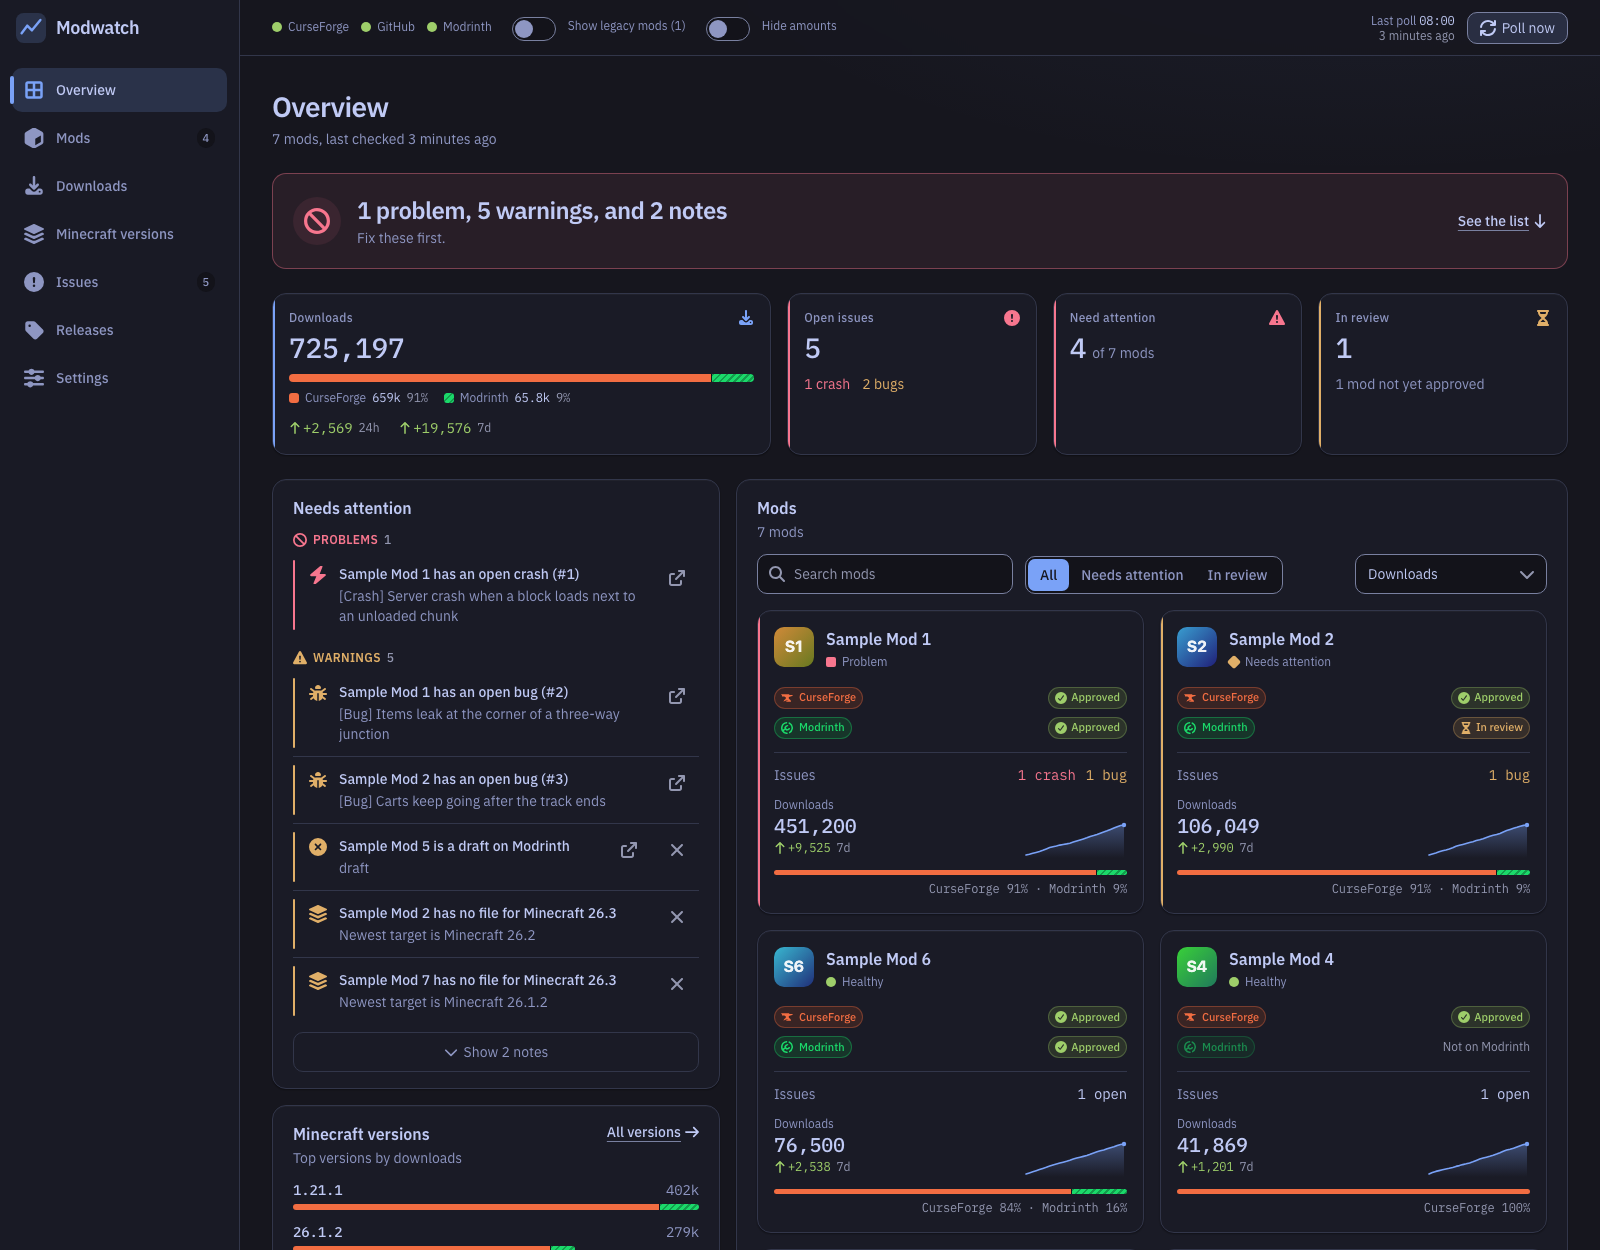 Modwatch
Overview
Mods 4
Downloads
Minecraft versions
Issues 5
Releases
Settings
CurseForge GitHub Modrinth Show legacy mods (1) Hide amounts
Last poll 08:00
3 minutes ago
Poll now
Overview
7 mods, last checked 3 minutes ago
1 problem, 5 warnings, and 2 notes
Fix these first.
See the list
Downloads
725,197
CurseForge 659k 91% Modrinth 65.8k 9%
+2,569 24h +19,576 7d
Open issues
5
1 crash 2 bugs
Need attention
4 of 7 mods
In review
1
1 mod not yet approved
Needs attention
PROBLEMS 1
Sample Mod 1 has an open crash (#1)
[Crash] Server crash when a block loads next to
an unloaded chunk
WARNINGS 5
Sample Mod 1 has an open bug (#2)
[Bug] Items leak at the corner of a three-way
junction
Sample Mod 2 has an open bug (#3)
[Bug] Carts keep going after the track ends
Sample Mod 5 is a draft on Modrinth
draft
Sample Mod 2 has no file for Minecraft 26.3
Newest target is Minecraft 26.2
Sample Mod 7 has no file for Minecraft 26.3
Newest target is Minecraft 26.1.2
Show 2 notes
Minecraft versions
All versions
Top versions by downloads
1.21.1 402k
26.1.2 279k
Mods
7 mods
Search mods
All Needs attention In review
Downloads
S1
Sample Mod 1
Problem
CurseForge Approved
Modrinth Approved
Issues 1 crash 1 bug
Downloads
451,200
+9,525 7d
CurseForge 91% · Modrinth 9%
S2
Sample Mod 2
Needs attention
CurseForge Approved
Modrinth In review
Issues 1 bug
Downloads
106,049
+2,990 7d
CurseForge 91% · Modrinth 9%
S6
Sample Mod 6
Healthy
CurseForge Approved
Modrinth Approved
Issues 1 open
Downloads
76,500
+2,538 7d
CurseForge 84% · Modrinth 16%
S4
Sample Mod 4
Healthy
CurseForge Approved
Modrinth Not on Modrinth
Issues 1 open
Downloads
41,869
+1,201 7d
CurseForge 100%